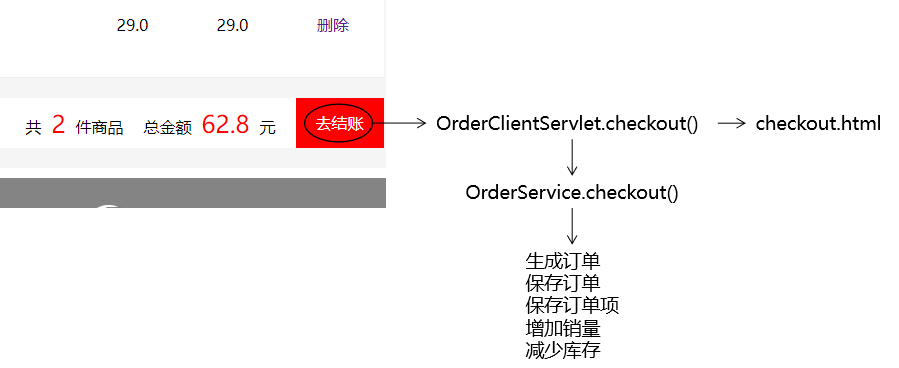 29.0 29.0 删除
共 2 件商品 总金额 62.8 元 去结账
OrderClientServlet.checkout() checkout.html
OrderService.checkout()
生成订单
保存订单
保存订单项
增加销量
减少库存